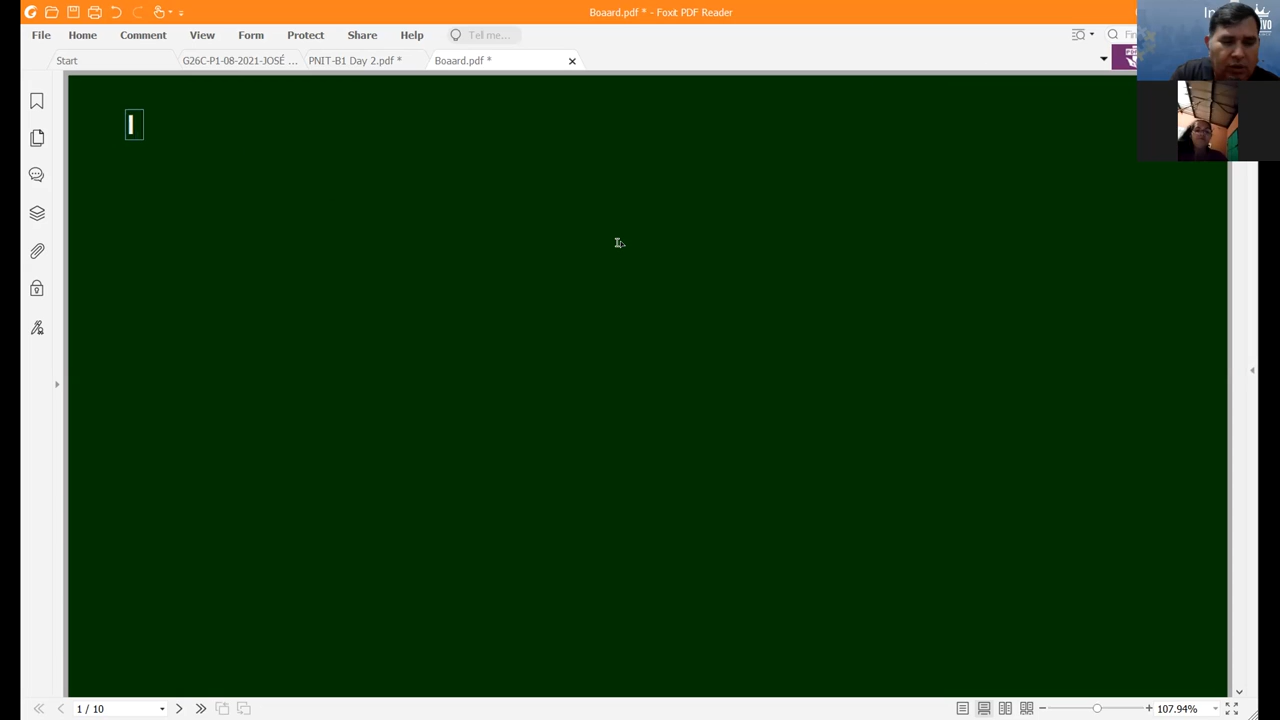 Boaard.pdf * - Foxit PDF Reader
File Home Comment View Form Protect Share Help Tell me...
Start G26C-P1-08-2021-JOSÉ ... PNIT-B1 Day 2.pdf * Boaard.pdf *
I
1 / 10
107.94%